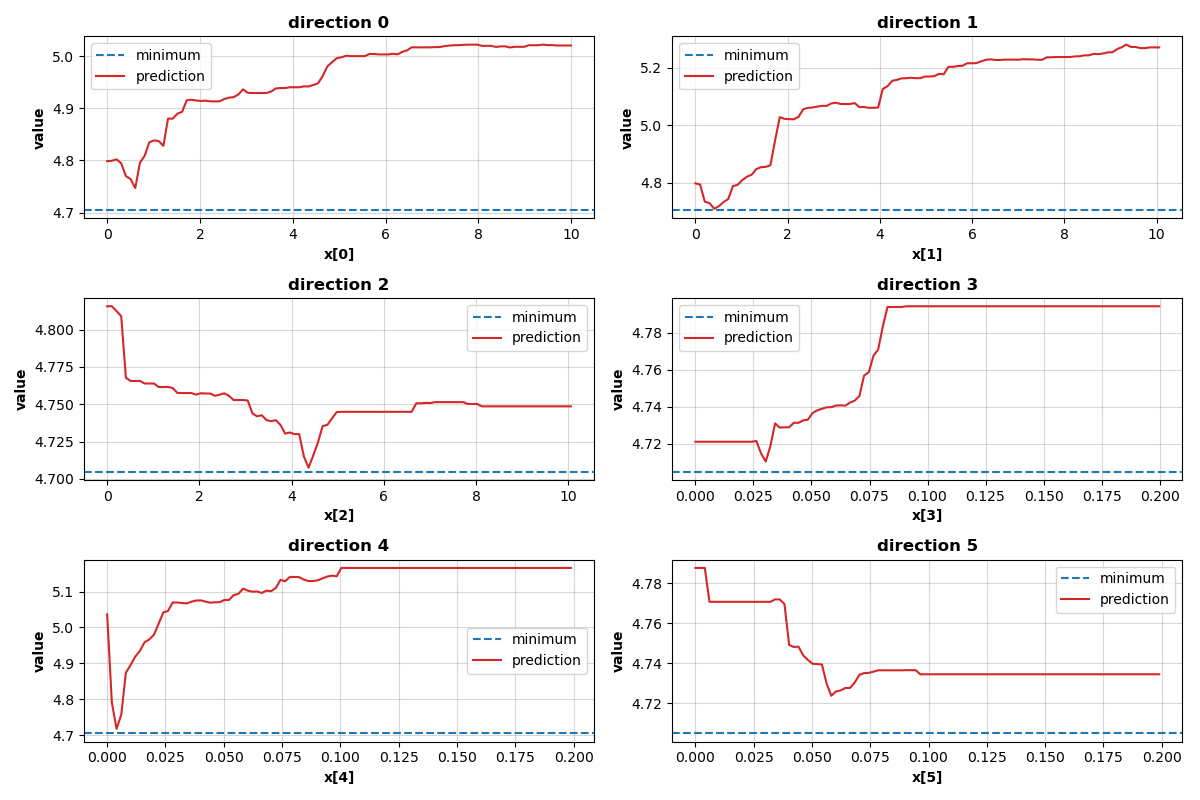 direction 0
minimum
prediction
value
5.0
4.9
4.8
4.7
0 2 4 6 8 10
x[0]
direction 1
minimum
prediction
value
5.2
5.0
4.8
0 2 4 6 8 10
x[1]
direction 2
minimum
prediction
value
4.800
4.775
4.750
4.725
4.700
0 2 4 6 8 10
x[2]
direction 3
minimum
prediction
value
4.78
4.76
4.74
4.72
0.000 0.025 0.050 0.075 0.100 0.125 0.150 0.175 0.200
x[3]
direction 4
minimum
prediction
value
5.1
5.0
4.9
4.8
4.7
0.000 0.025 0.050 0.075 0.100 0.125 0.150 0.175 0.200
x[4]
direction 5
minimum
prediction
value
4.78
4.76
4.74
4.72
0.000 0.025 0.050 0.075 0.100 0.125 0.150 0.175 0.200
x[5]